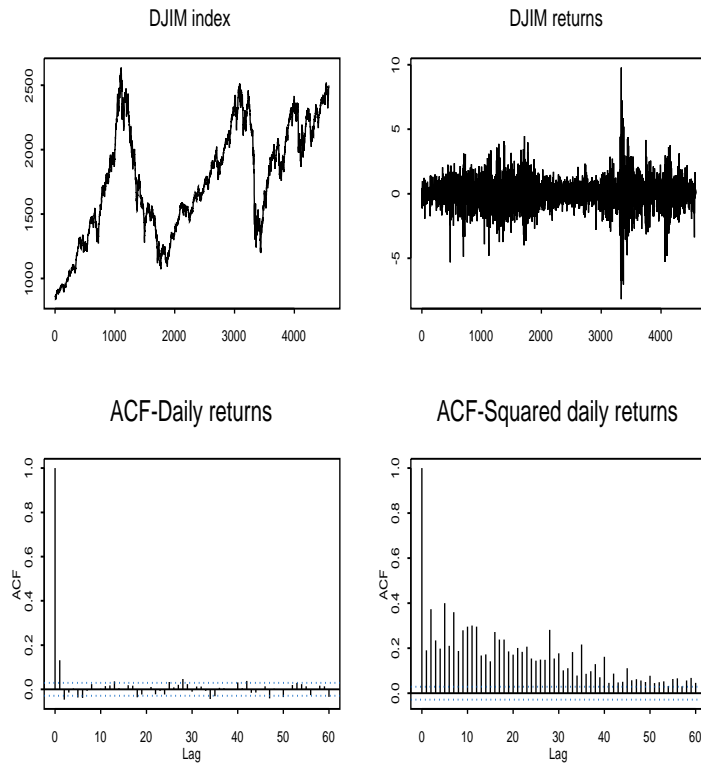 DJIM index
2500
2000
1500
1000
0 1000 2000 3000 4000
DJIM returns
10
5
0
-5
0 1000 2000 3000 4000
ACF-Daily returns
1.0
0.8
0.6
0.4
0.2
0.0
ACF
0 10 20 30 40 50 60
Lag
ACF-Squared daily returns
1.0
0.8
0.6
0.4
0.2
0.0
ACF
0 10 20 30 40 50 60
Lag